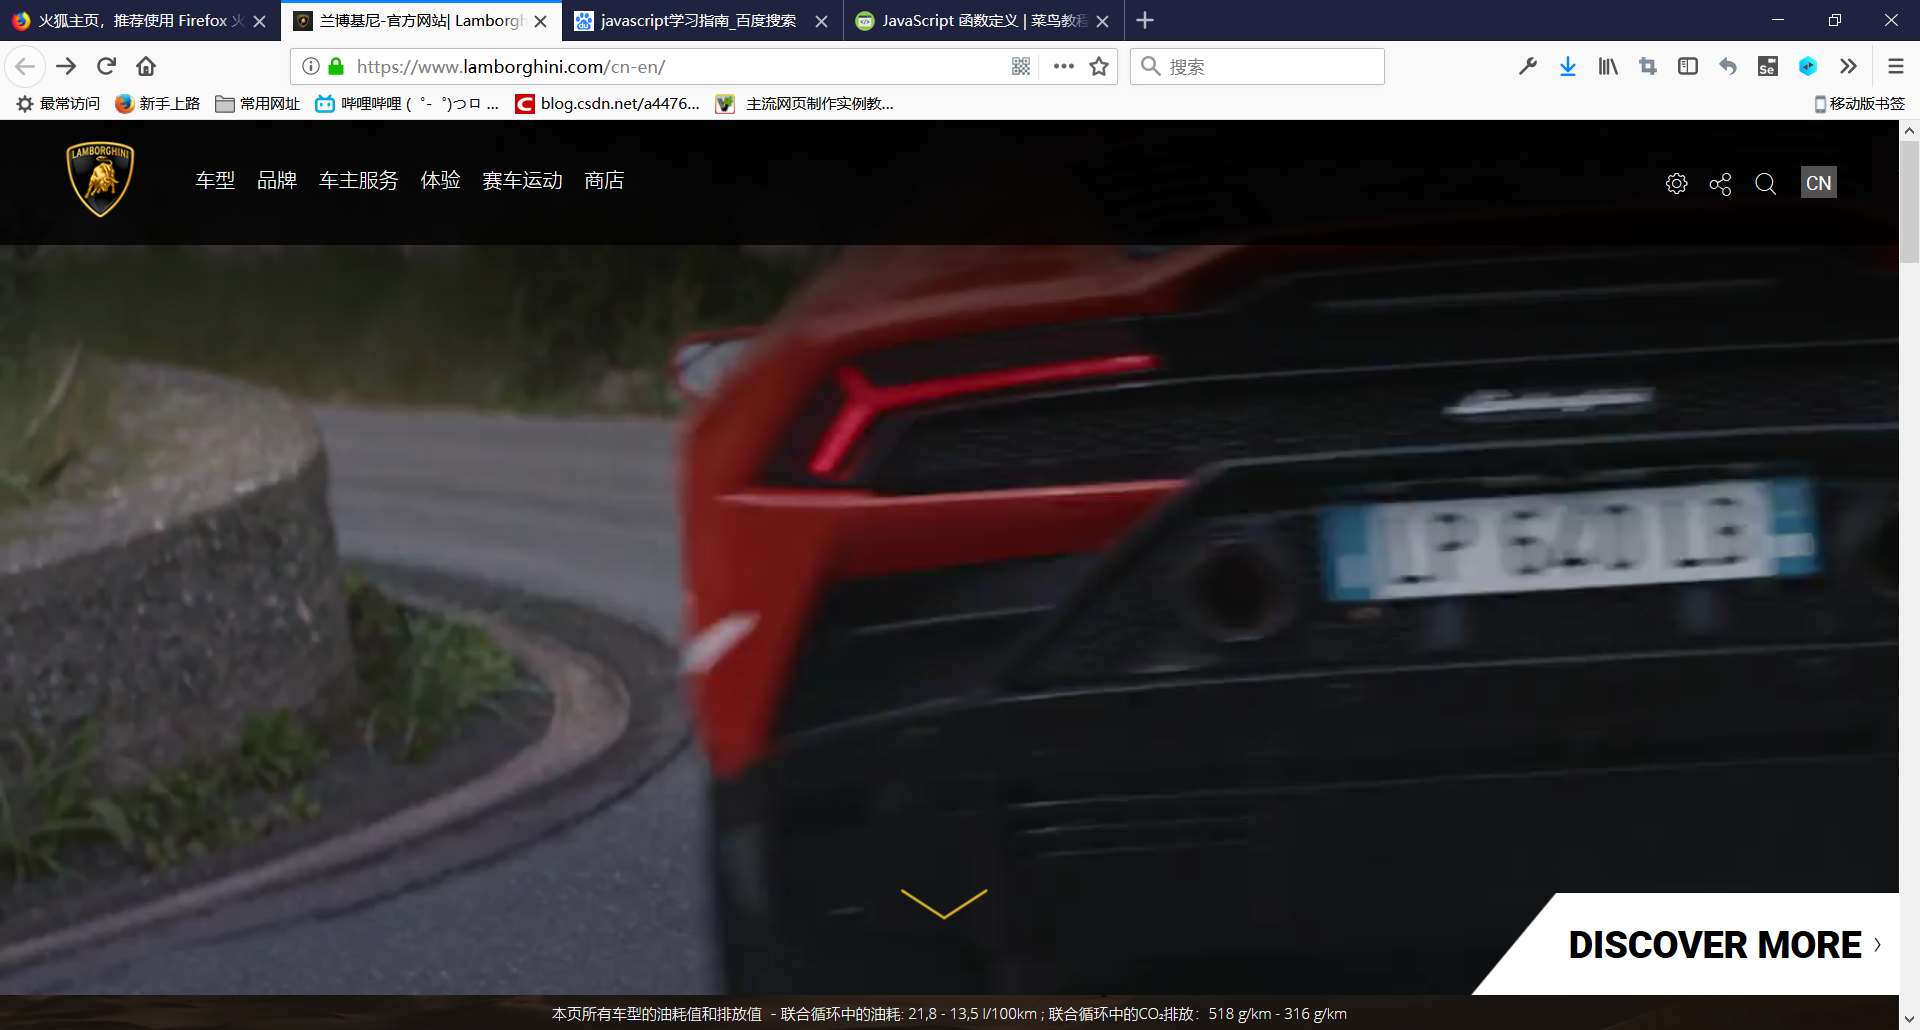 火狐主页，推荐使用 Firefox 火
兰博基尼-官方网站| Lamborgh
javascript学习指南_百度搜索
JavaScript 函数定义 | 菜鸟教程
https://www.lamborghini.com/cn-en/
搜索
Se
最常访问
新手上路
常用网址
哔哩哔哩 ( ゜- ゜)つロ ...
C blog.csdn.net/a4476...
主流网页制作实例教...
移动版书签
LAMBORGHINI
车型 品牌 车主服务 体验 赛车运动 商店
CN
DISCOVER MORE ›
本页所有车型的油耗值和排放值 - 联合循环中的油耗: 21,8 - 13,5 l/100km ; 联合循环中的CO₂排放：518 g/km - 316 g/km